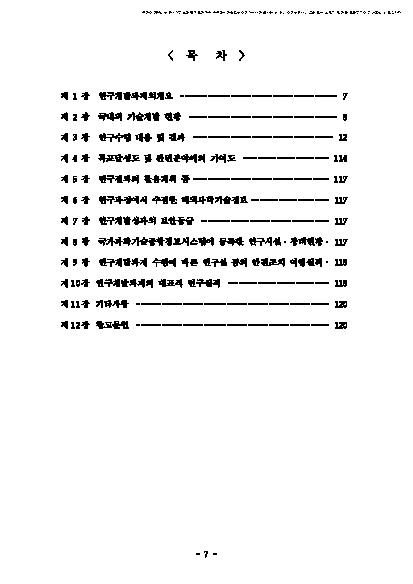 < 목 차 >
제 1 장 연구개발과제의개요 7
제 2 장 국내외 기술개발 현황 8
제 3 장 연구수행 내용 및 결과 12
제 4 장 목표달성도 및 관련분야에의 기여도 114
제 5 장 연구결과의 활용계획 등 117
제 6 장 연구과정에서 수집한 해외과학기술정보 117
제 7 장 연구개발성과의 보안등급 117
제 8 장 국가과학기술종합정보시스템에 등록한 연구시설·장비현황 · 117
제 9 장 연구개발과제 수행에 따른 연구실 등의 안전조치 이행실적 · 118
제10장 연구개발과제의 대표적 연구실적 118
제11장 기타사항 120
제12장 참고문헌 120
- 7 -